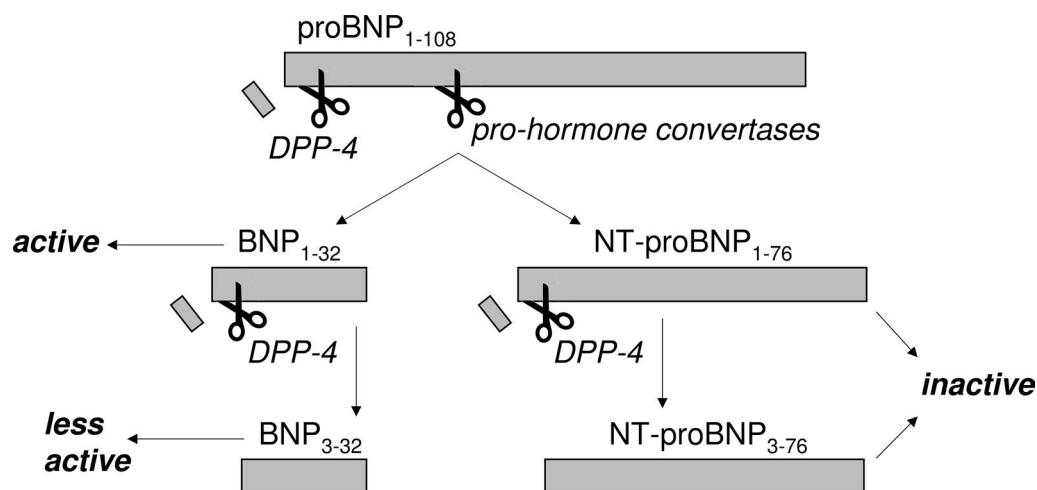 proBNP1-108
DPP-4
pro-hormone convertases
active
BNP1-32
NT-proBNP1-76
DPP-4
DPP-4
inactive
less
active
BNP3-32
NT-proBNP3-76